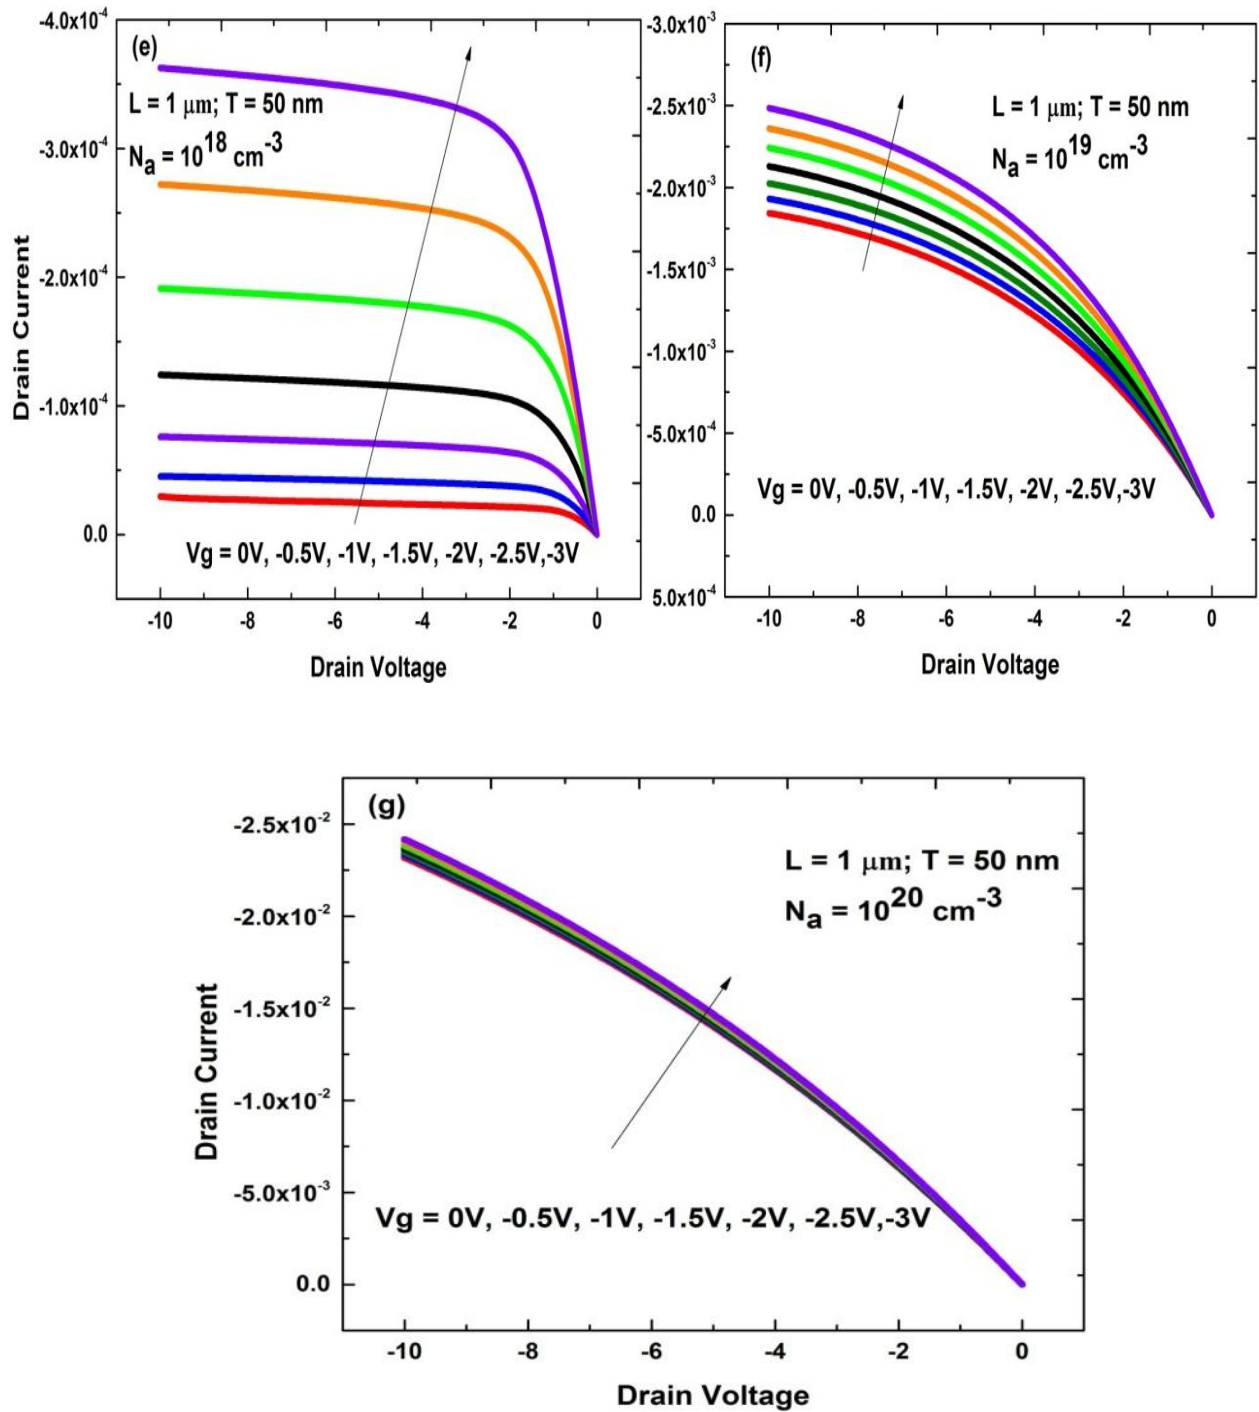 (e)
L = 1 μm; T = 50 nm
Nₐ = 10¹⁸ cm⁻³
-4.0x10⁻⁴
-3.0x10⁻⁴
-2.0x10⁻⁴
-1.0x10⁻⁴
0.0
Drain Current
Vg = 0V, -0.5V, -1V, -1.5V, -2V, -2.5V,-3V
-10 -8 -6 -4 -2 0
Drain Voltage
(f)
L = 1 μm; T = 50 nm
Nₐ = 10¹⁹ cm⁻³
-3.0x10⁻³
-2.5x10⁻³
-2.0x10⁻³
-1.5x10⁻³
-1.0x10⁻³
-5.0x10⁻⁴
0.0
5.0x10⁻⁴
Vg = 0V, -0.5V, -1V, -1.5V, -2V, -2.5V,-3V
-10 -8 -6 -4 -2 0
Drain Voltage
(g)
L = 1 μm; T = 50 nm
Nₐ = 10²⁰ cm⁻³
-2.5x10⁻²
-2.0x10⁻²
-1.5x10⁻²
-1.0x10⁻²
-5.0x10⁻³
0.0
Drain Current
Vg = 0V, -0.5V, -1V, -1.5V, -2V, -2.5V,-3V
-10 -8 -6 -4 -2 0
Drain Voltage